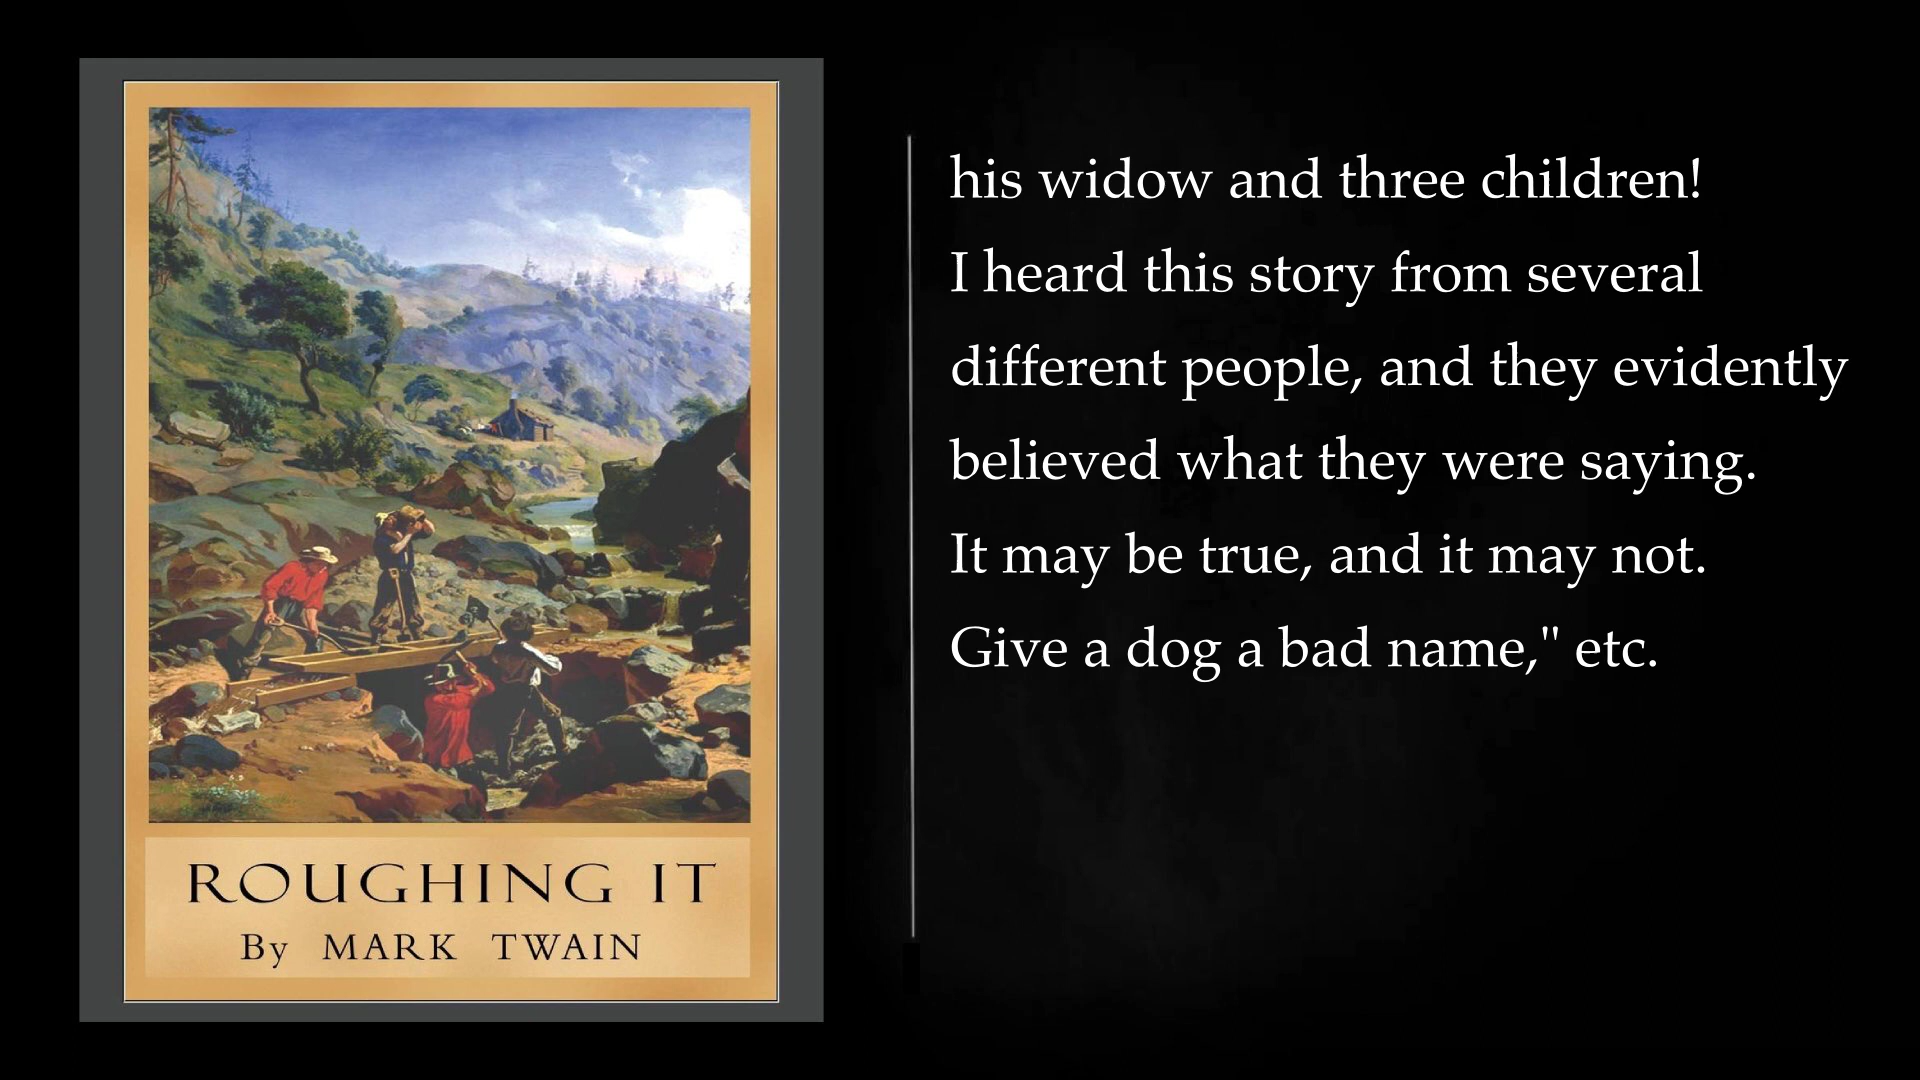 ROUGHING IT
By MARK TWAIN
his widow and three children!
I heard this story from several
different people, and they evidently
believed what they were saying.
It may be true, and it may not.
Give a dog a bad name," etc.